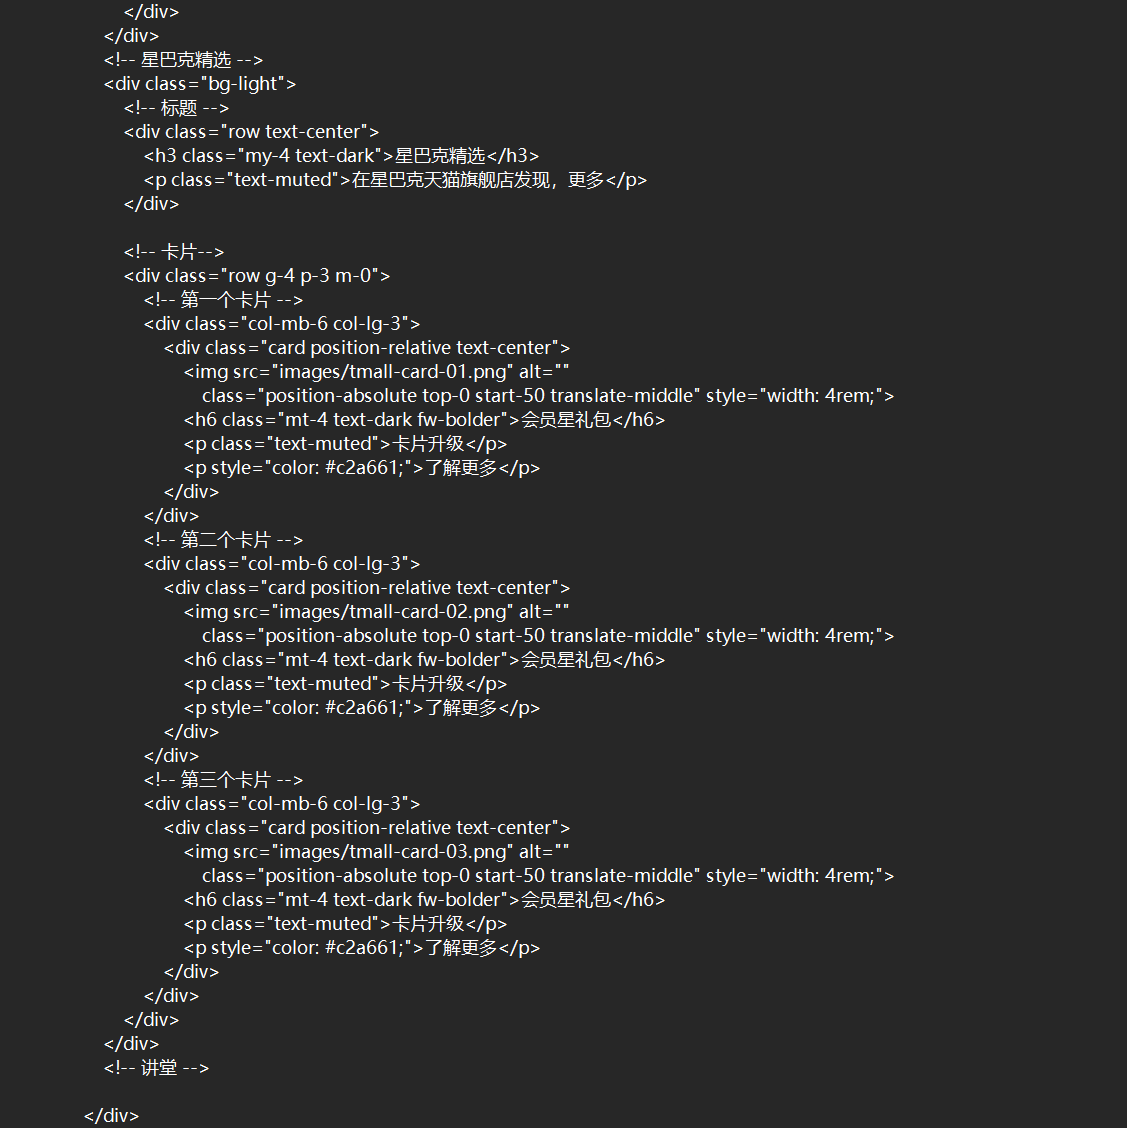 </div>
</div>
<!-- 星巴克精选 -->
<div class="bg-light">
<!-- 标题 -->
<div class="row text-center">
<h3 class="my-4 text-dark">星巴克精选</h3>
<p class="text-muted">在星巴克天猫旗舰店发现，更多</p>
</div>
<!-- 卡片-->
<div class="row g-4 p-3 m-0">
<!-- 第一个卡片 -->
<div class="col-mb-6 col-lg-3">
<div class="card position-relative text-center">
<img src="images/tmall-card-01.png" alt=""
class="position-absolute top-0 start-50 translate-middle" style="width: 4rem;">
<h6 class="mt-4 text-dark fw-bolder">会员星礼包</h6>
<p class="text-muted">卡片升级</p>
<p style="color: #c2a661;">了解更多</p>
</div>
</div>
<!-- 第二个卡片 -->
<div class="col-mb-6 col-lg-3">
<div class="card position-relative text-center">
<img src="images/tmall-card-02.png" alt=""
class="position-absolute top-0 start-50 translate-middle" style="width: 4rem;">
<h6 class="mt-4 text-dark fw-bolder">会员星礼包</h6>
<p class="text-muted">卡片升级</p>
<p style="color: #c2a661;">了解更多</p>
</div>
</div>
<!-- 第三个卡片 -->
<div class="col-mb-6 col-lg-3">
<div class="card position-relative text-center">
<img src="images/tmall-card-03.png" alt=""
class="position-absolute top-0 start-50 translate-middle" style="width: 4rem;">
<h6 class="mt-4 text-dark fw-bolder">会员星礼包</h6>
<p class="text-muted">卡片升级</p>
<p style="color: #c2a661;">了解更多</p>
</div>
</div>
</div>
</div>
<!-- 讲堂 -->
</div>